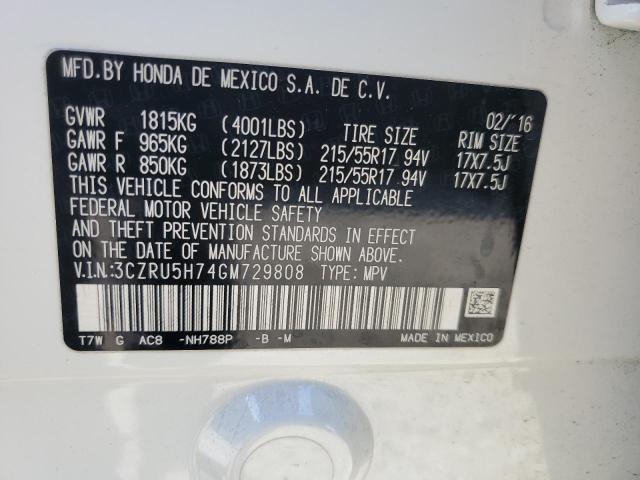 MFD.BY HONDA DE MEXICO S.A. DE C.V.
02/'16
GVWR 1815KG (4001LBS) TIRE SIZE RIM SIZE
GAWR F 965KG (2127LBS) 215/55R17 94V 17X7.5J
GAWR R 850KG (1873LBS) 215/55R17 94V 17X7.5J
THIS VEHICLE CONFORMS TO ALL APPLICABLE
FEDERAL MOTOR VEHICLE SAFETY
AND THEFT PREVENTION STANDARDS IN EFFECT
ON THE DATE OF MANUFACTURE SHOWN ABOVE.
V.I.N.:3CZRU5H74GM729808 TYPE: MPV
T7W G AC8 -NH788P -B -M MADE IN MEXICO